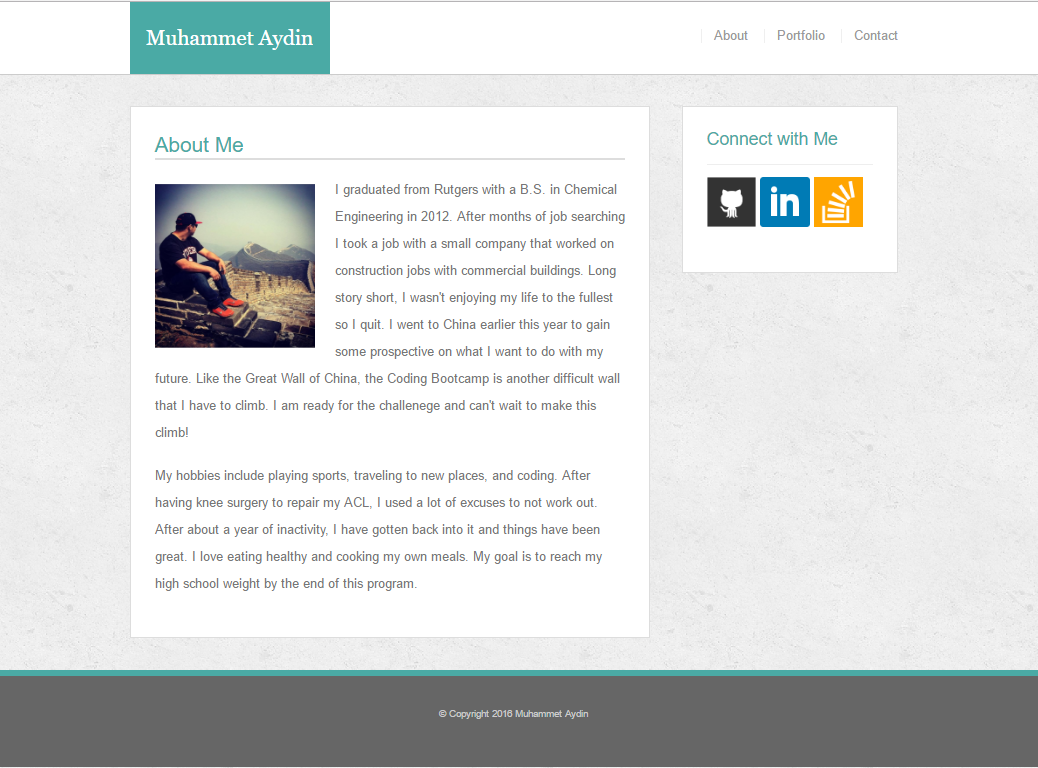 Muhammet Aydin
About
Portfolio
Contact
About Me
I graduated from Rutgers with a B.S. in Chemical
Engineering in 2012. After months of job searching
I took a job with a small company that worked on
construction jobs with commercial buildings. Long
story short, I wasn't enjoying my life to the fullest
so I quit. I went to China earlier this year to gain
some prospective on what I want to do with my
future. Like the Great Wall of China, the Coding Bootcamp is another difficult wall
that I have to climb. I am ready for the challenege and can't wait to make this
climb!
My hobbies include playing sports, traveling to new places, and coding. After
having knee surgery to repair my ACL, I used a lot of excuses to not work out.
After about a year of inactivity, I have gotten back into it and things have been
great. I love eating healthy and cooking my own meals. My goal is to reach my
high school weight by the end of this program.
Connect with Me
in
© Copyright 2016 Muhammet Aydin